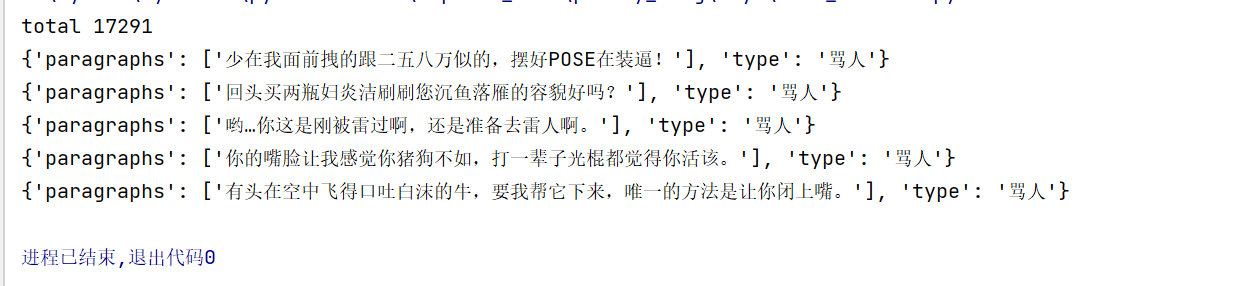 total 17291
{'paragraphs': ['少在我面前拽的跟二五八万似的，摆好POSE在装逼！'], 'type': '骂人'}
{'paragraphs': ['回头买两瓶妇炎洁刷刷您沉鱼落雁的容貌好吗？'], 'type': '骂人'}
{'paragraphs': ['哟…你这是刚被雷过啊，还是准备去雷人啊。'], 'type': '骂人'}
{'paragraphs': ['你的嘴脸让我感觉你猪狗不如，打一辈子光棍都觉得你活该。'], 'type': '骂人'}
{'paragraphs': ['有头在空中飞得口吐白沫的牛，要我帮它下来，唯一的方法是让你闭上嘴。'], 'type': '骂人'}
进程已结束,退出代码0